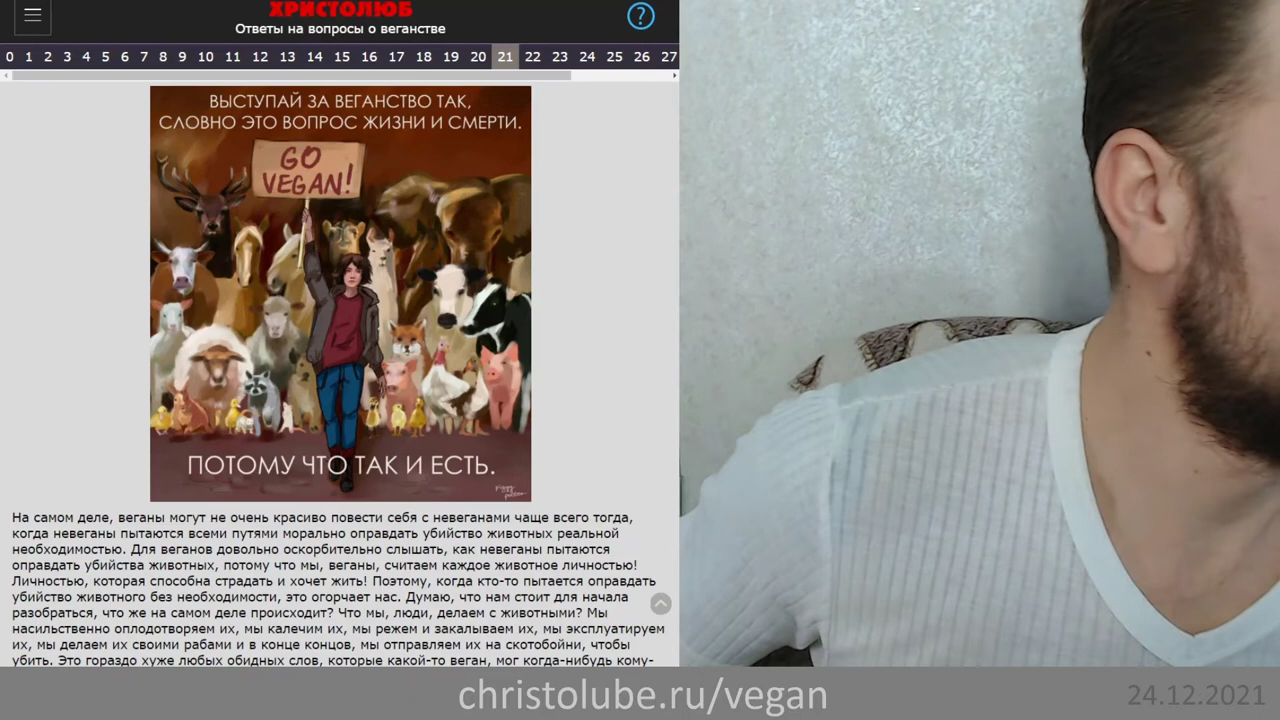 ХРИСТОЛЮБ
Ответы на вопросы о веганстве
?
0 1 2 3 4 5 6 7 8 9 10 11 12 13 14 15 16 17 18 19 20 21 22 23 24 25 26 27
ВЫСТУПАЙ ЗА ВЕГАНСТВО ТАК,
СЛОВНО ЭТО ВОПРОС ЖИЗНИ И СМЕРТИ.
GO
VEGAN!
ПОТОМУ ЧТО ТАК И ЕСТЬ.
На самом деле, веганы могут не очень красиво повести себя с невеганами чаще всего тогда,
когда невеганы пытаются всеми путями морально оправдать убийство животных реальной
необходимостью. Для веганов довольно оскорбительно слышать, как невеганы пытаются
оправдать убийства животных, потому что мы, веганы, считаем каждое животное личностью!
Личностью, которая способна страдать и хочет жить! Поэтому, когда кто-то пытается оправдать
убийство животного без необходимости, это огорчает нас. Думаю, что нам стоит для начала
разобраться, что же на самом деле происходит? Что мы, люди, делаем с животными? Мы
насильственно оплодотворяем их, мы калечим их, мы режем и закалываем их, мы эксплуатируем
их, мы делаем их своими рабами и в конце концов, мы отправляем их на скотобойни, чтобы
убить. Это гораздо хуже любых обидных слов, которые какой-то веган, мог когда-нибудь кому-
christolube.ru/vegan
24.12.2021